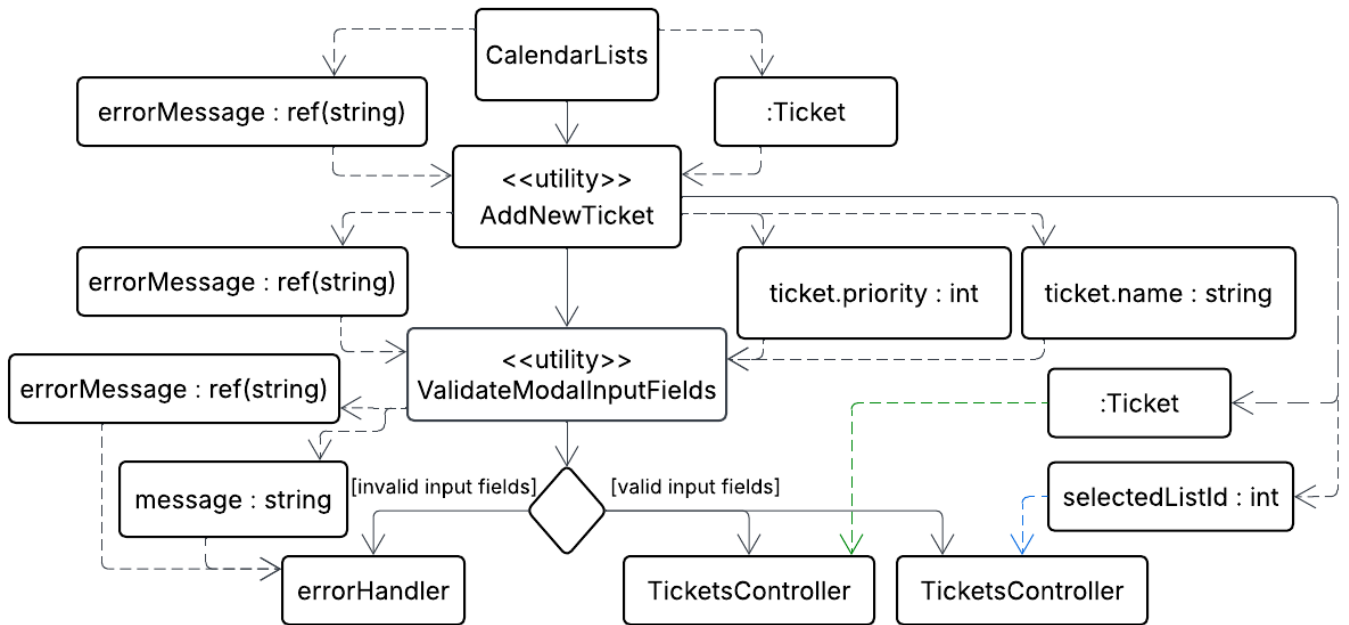 CalendarLists
errorMessage : ref(string)
:Ticket
<<utility>>
AddNewTicket
errorMessage : ref(string)
ticket.priority : int
ticket.name : string
<<utility>>
ValidateModalInputFields
errorMessage : ref(string)
:Ticket
message : string
[invalid input fields]
[valid input fields]
selectedListId : int
errorHandler
TicketsController
TicketsController